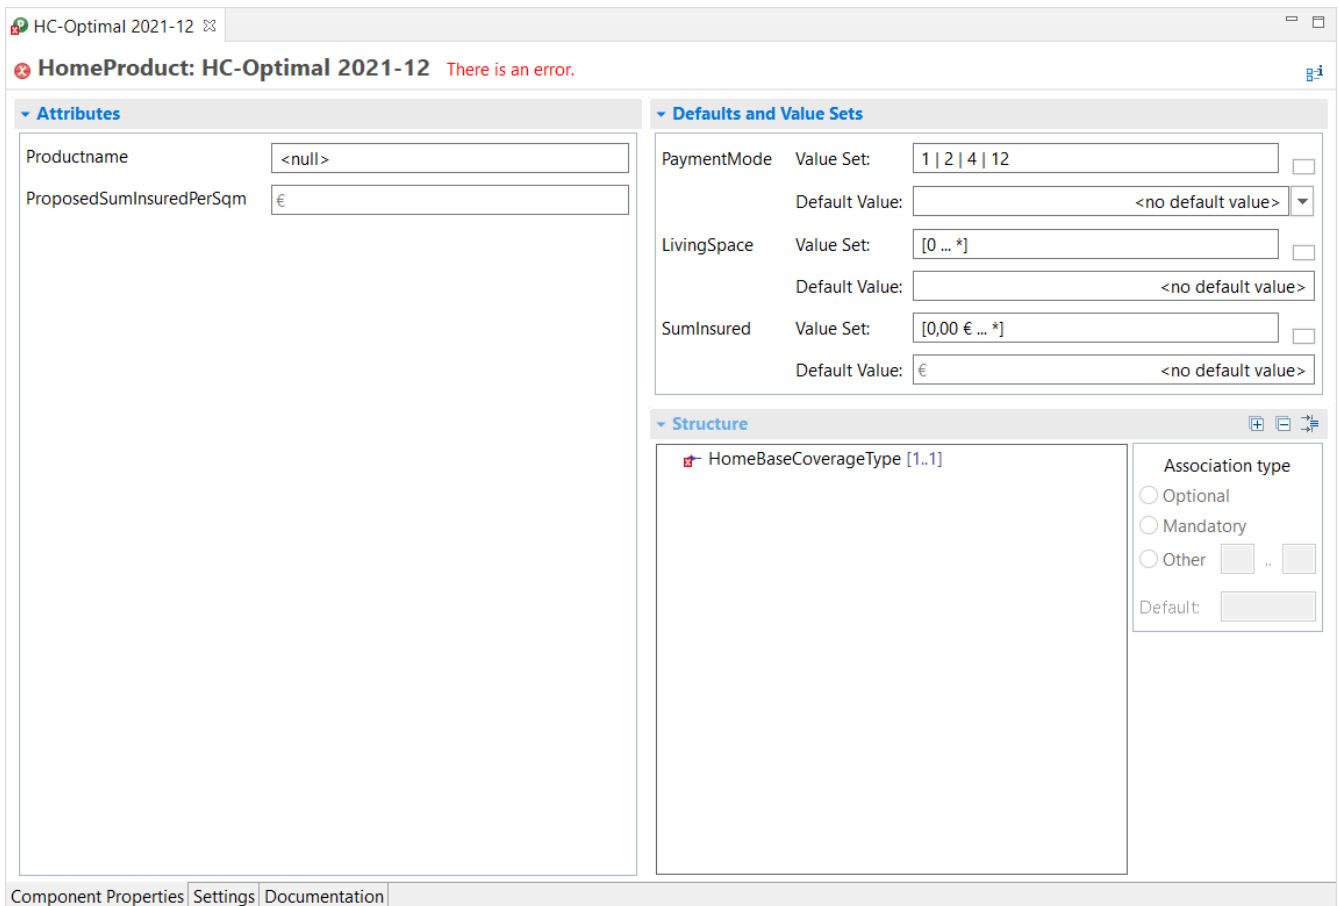 HC-Optimal 2021-12
HomeProduct: HC-Optimal 2021-12 There is an error.
Attributes
Productname <null>
ProposedSumInsuredPerSqm €
Defaults and Value Sets
PaymentMode Value Set: 1 | 2 | 4 | 12
Default Value: <no default value>
LivingSpace Value Set: [0 ... *]
Default Value: <no default value>
SumInsured Value Set: [0,00 € ... *]
Default Value: € <no default value>
Structure
HomeBaseCoverageType [1..1]
Association type
Optional
Mandatory
Other ..
Default:
Component Properties Settings Documentation